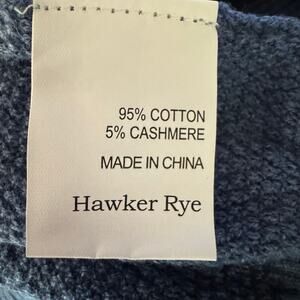 95% COTTON
5% CASHMERE
MADE IN CHINA
Hawker Rye